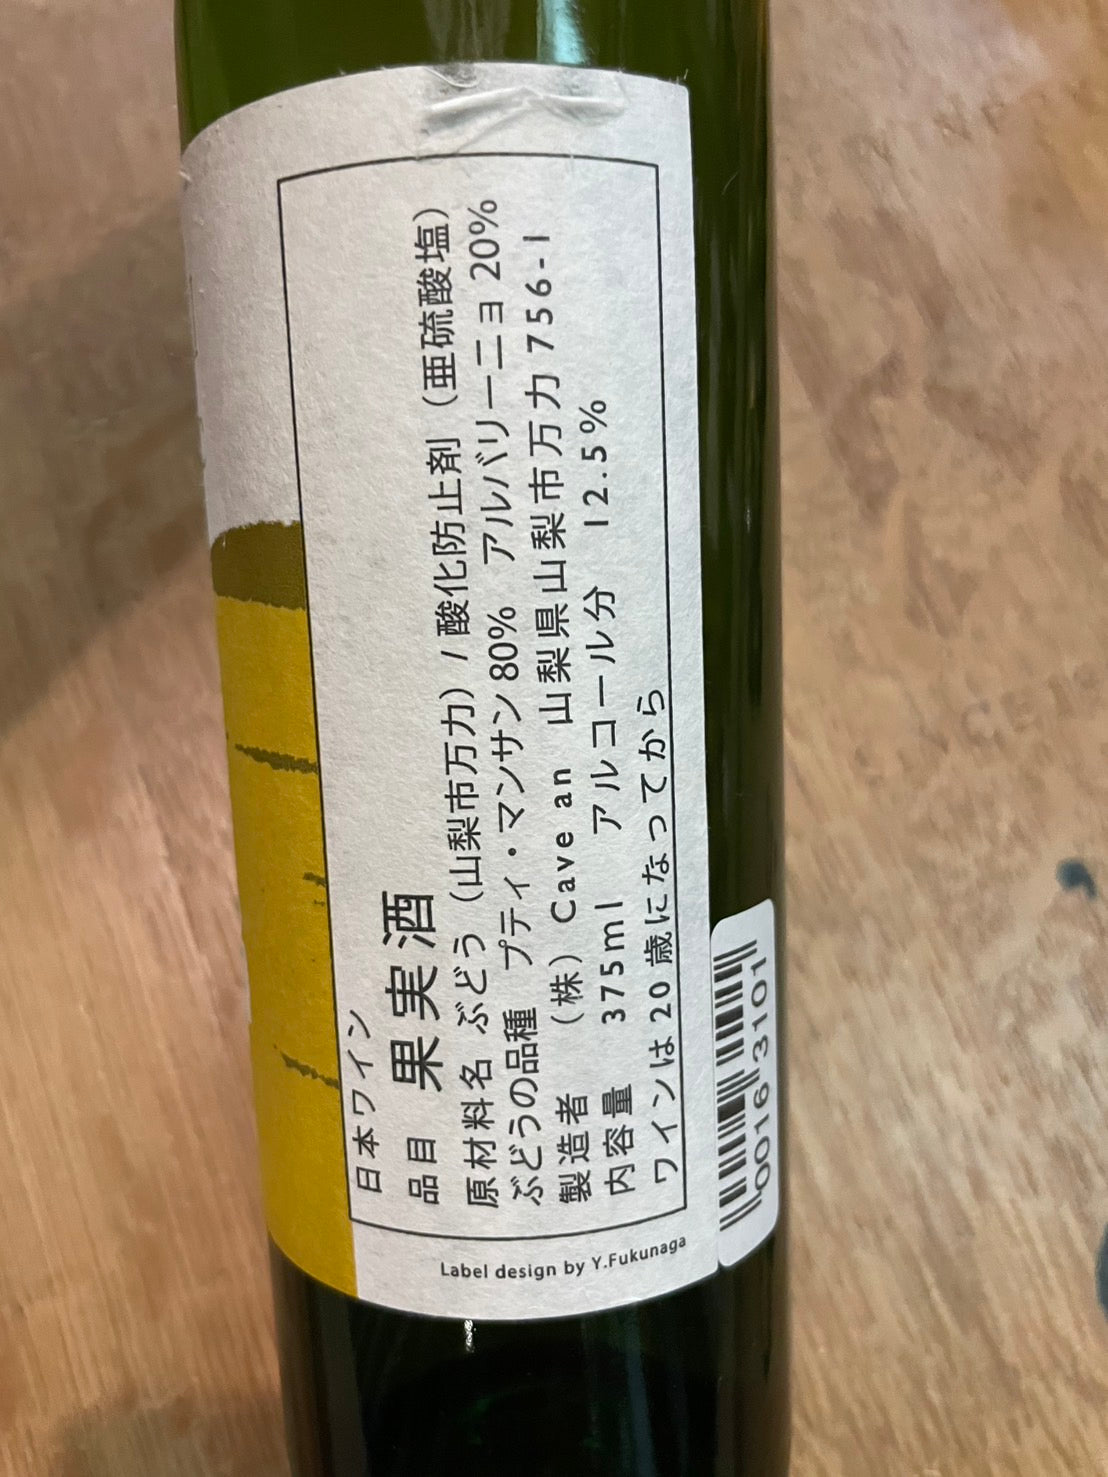 日本ワイン
品目 果実酒
原材料名 ぶどう（山梨市万力）/ 酸化防止剤（亜硫酸塩）
ぶどうの品種 プティ・マンサン 80% アルバリーニョ 20%
製造者 （株）Cave an 山梨県山梨市万力 756-1
内容量 375ml アルコール分 12.5%
ワインは20歳になってから
Label design by Y.Fukunaga
0016 3101